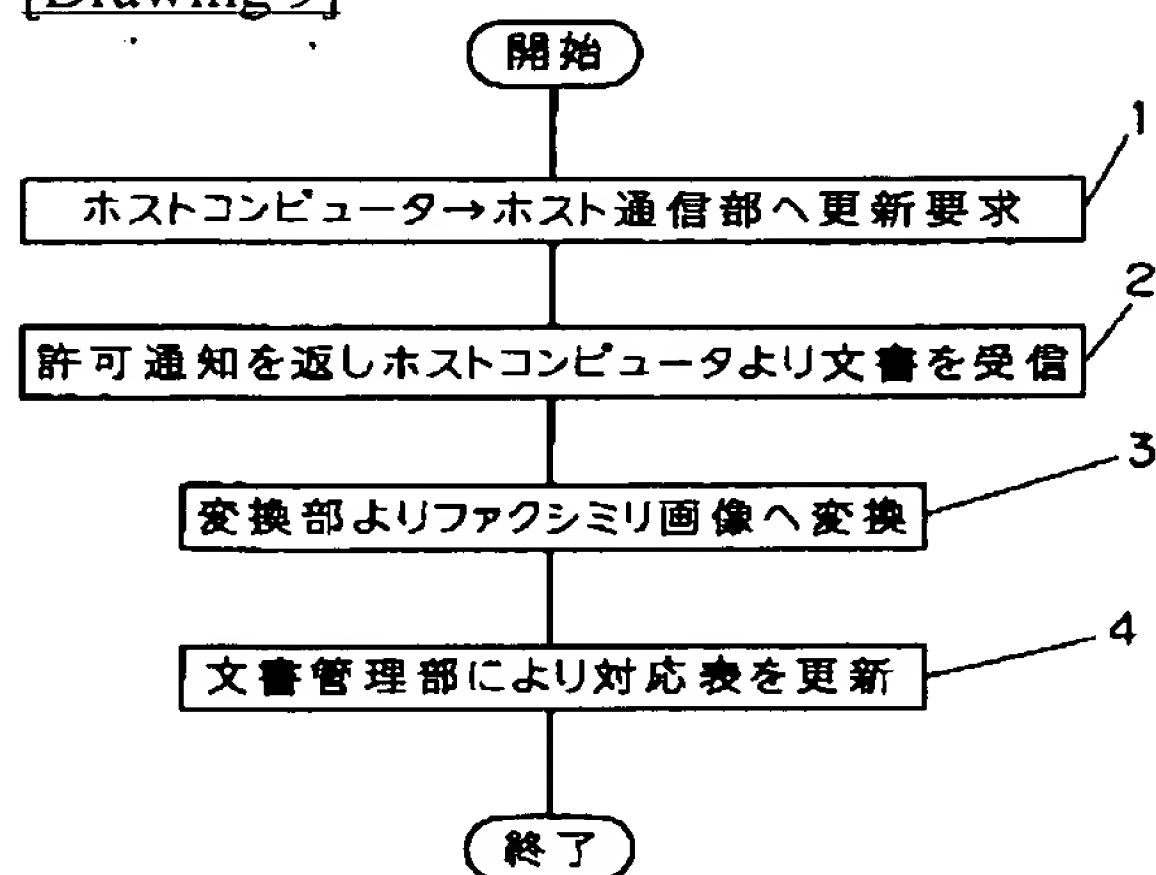 [Drawing 9]
開始
1
ホストコンピュータ→ホスト通信部へ更新要求
2
許可通知を返しホストコンピュータより文書を受信
3
変換部よりファクシミリ画像へ変換
4
文書管理部により対応表を更新
終了